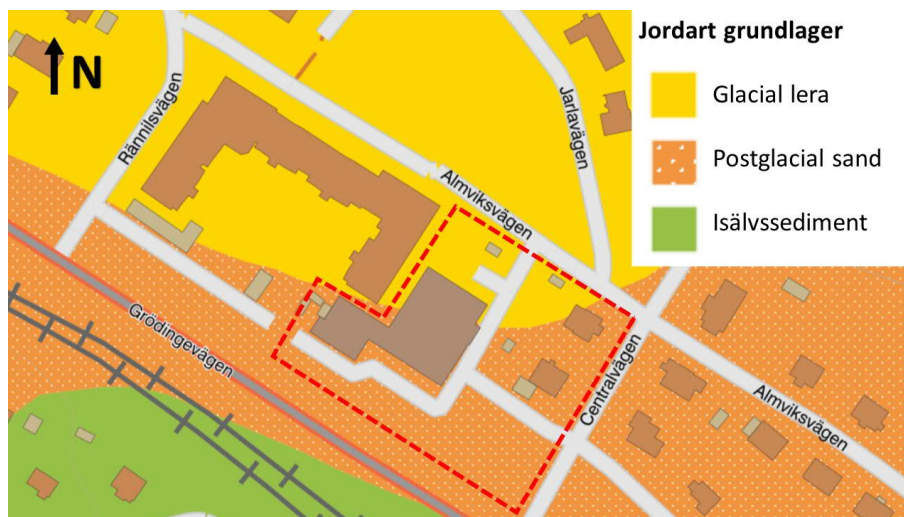 N
Jordart grundlager
Glacial lera
Postglacial sand
Isälvssediment
Rännilsvägen
Jarlavägen
Almviksvägen
Grödingevägen
Centralvägen
Almviksvägen